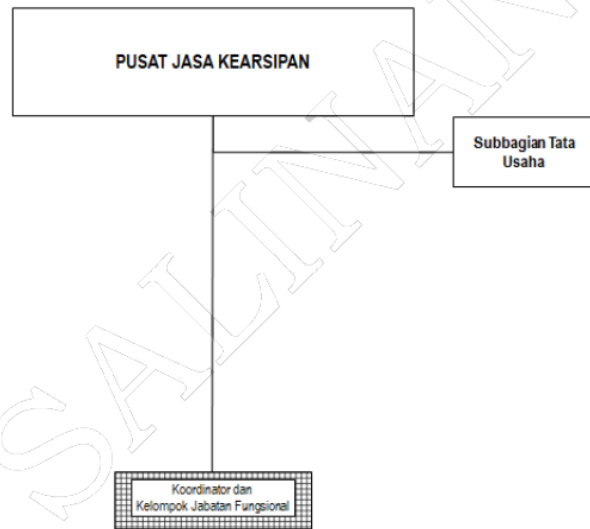 PUSAT JASA KEARSIPAN
Subbagian Tata
Usaha
Koordinator dan
Kelompok Jabatan Fungsional
SALINAN